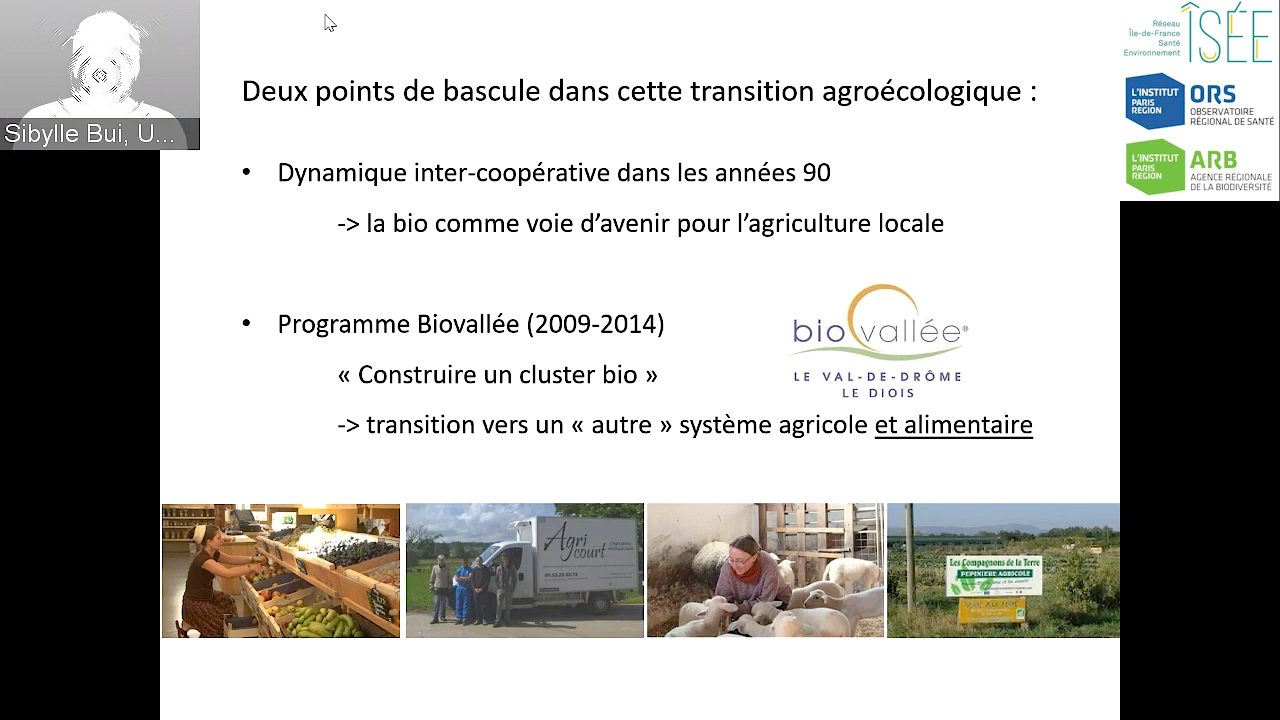 Sibylle Bui, U...
Réseau
Île-de-France
Santé
Environnement
ÎSÉE
L'INSTITUT
PARIS
REGION
ORS
OBSERVATOIRE
RÉGIONAL DE SANTÉ
L'INSTITUT
PARIS
REGION
ARB
AGENCE RÉGIONALE
DE LA BIODIVERSITÉ
Deux points de bascule dans cette transition agroécologique :
• Dynamique inter-coopérative dans les années 90
-> la bio comme voie d’avenir pour l’agriculture locale
• Programme Biovallée (2009-2014)
« Construire un cluster bio »
-> transition vers un « autre » système agricole et alimentaire
biovallée®
LE VAL-DE-DRÔME
LE DIOIS
Agri
court
Les Compagnons de la Terre
PEPINIERE AGRICOLE